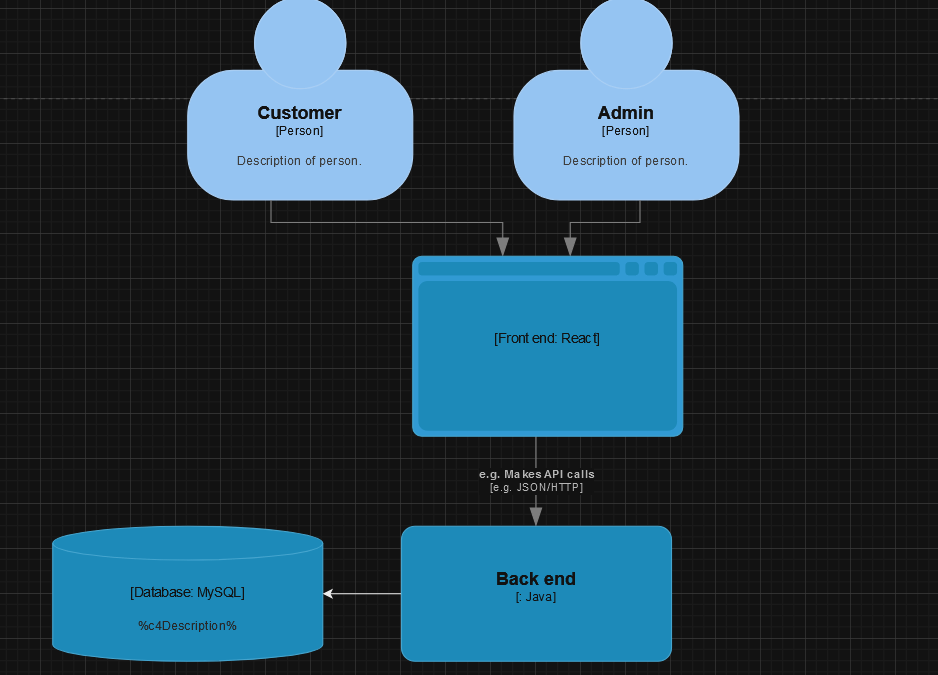 Customer
[Person]
Description of person.
Admin
[Person]
Description of person.
[Front end: React]
e.g. Makes API calls
[e.g. JSON/HTTP]
[Database: MySQL]
%c4Description%
Back end
[: Java]